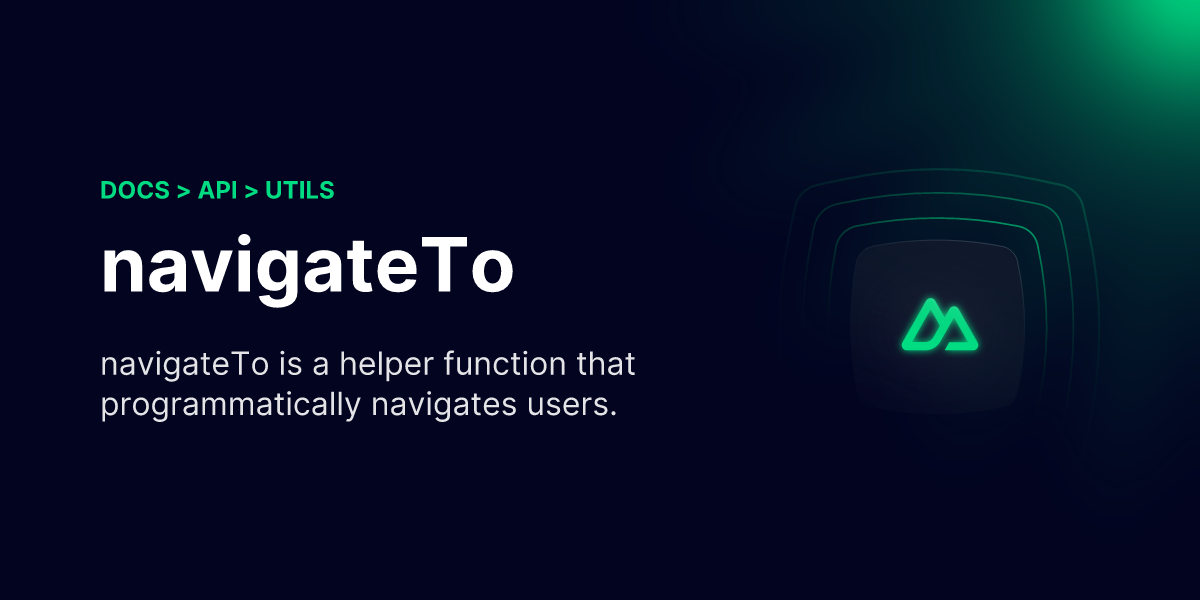 DOCS > API > UTILS
navigateTo
navigateTo is a helper function that
programmatically navigates users.